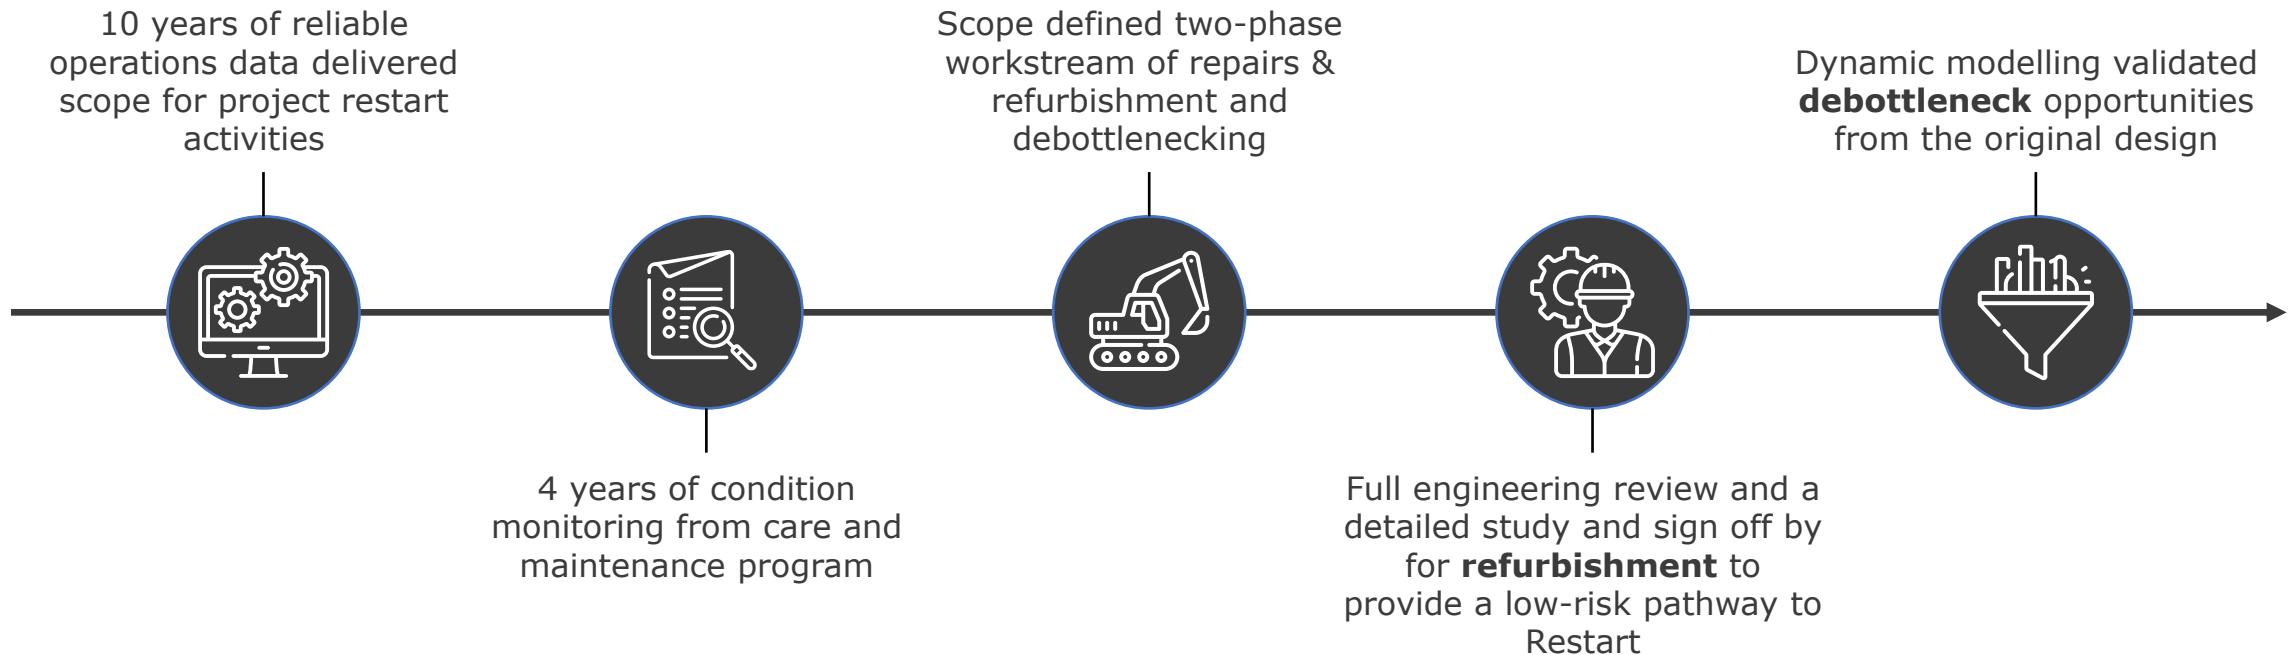 10 years of reliable
operations data delivered
scope for project restart
activities
4 years of condition
monitoring from care and
maintenance program
Scope defined two-phase
workstream of repairs &
refurbishment and
debottlenecking
Full engineering review and a
detailed study and sign off by
for refurbishment to
provide a low-risk pathway to
Restart
Dynamic modelling validated
debottleneck opportunities
from the original design